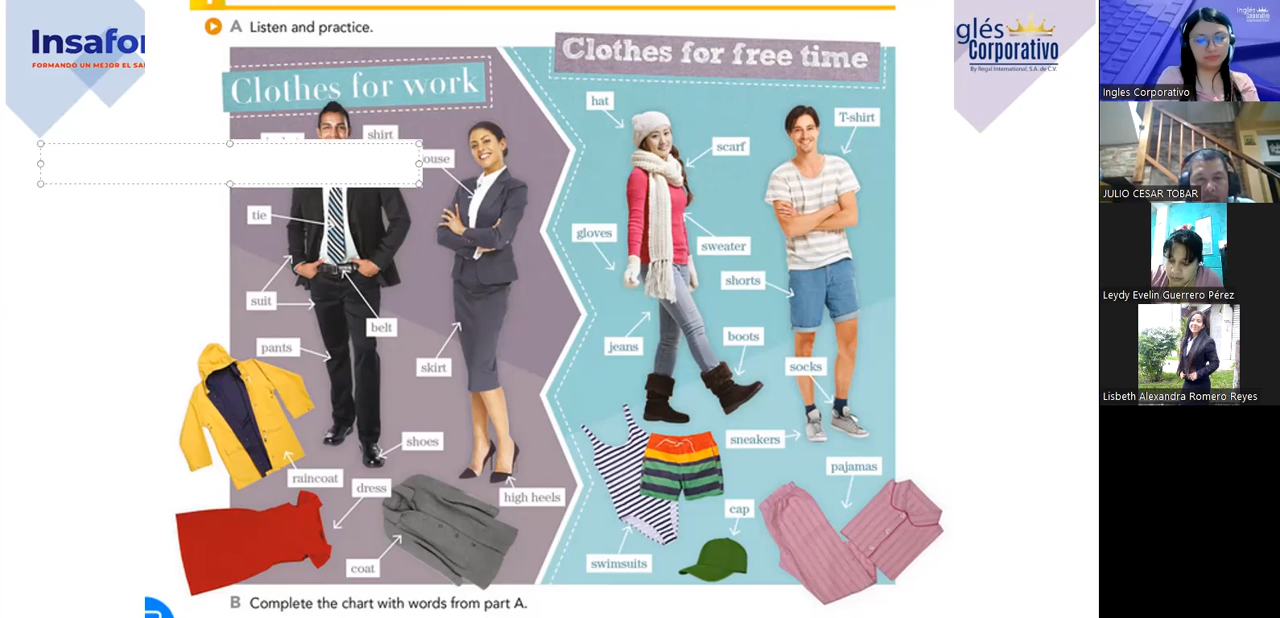 A Listen and practice.
Insafor
FORMANDO UN MEJOR EL SA
glés
Corporativo
By Regal International, S.A. de C.V.
Clothes for work
shirt
ouse
tie
suit
belt
pants
skirt
shoes
raincoat
dress
high heels
coat
Clothes for free time
hat
T-shirt
scarf
gloves
sweater
shorts
jeans
boots
socks
sneakers
pajamas
cap
swimsuits
B Complete the chart with words from part A.
Inglés
Corporativo
Ingles Corporativo
JULIO CESAR TOBAR
Leydy Evelin Guerrero Pérez
Lisbeth Alexandra Romero Reyes